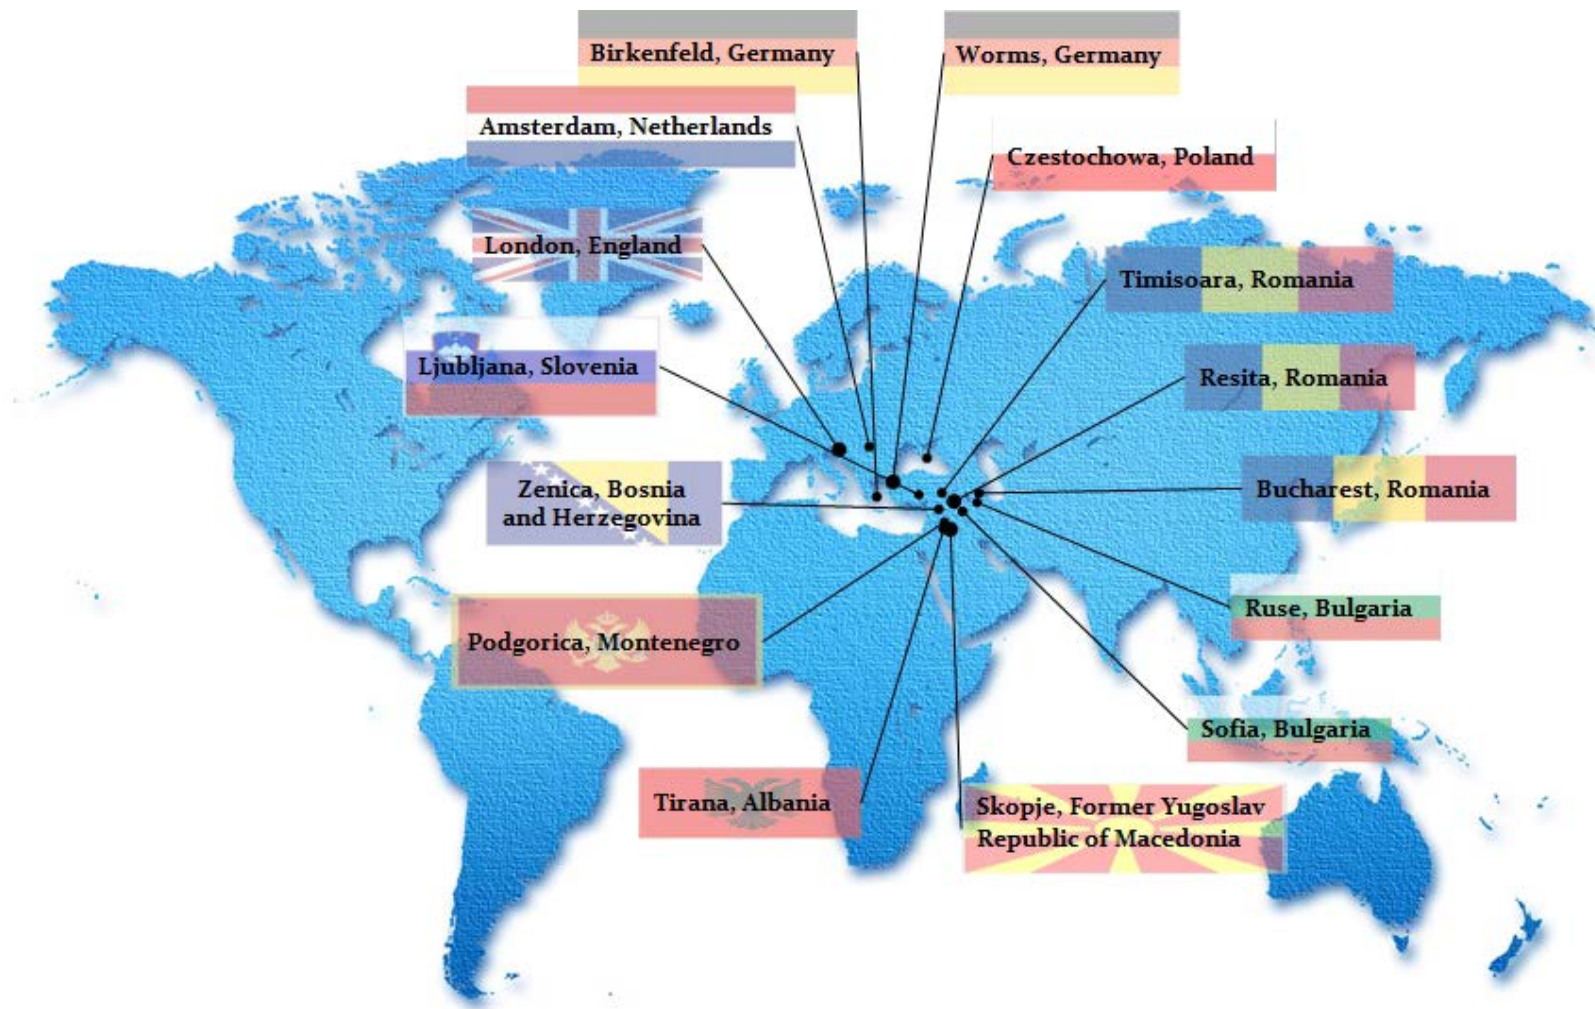 Birkenfeld, Germany
Worms, Germany
Amsterdam, Netherlands
Czestochowa, Poland
London, England
Timisoara, Romania
Ljubljana, Slovenia
Resita, Romania
Zenica, Bosnia
and Herzegovina
Bucharest, Romania
Ruse, Bulgaria
Podgorica, Montenegro
Sofia, Bulgaria
Tirana, Albania
Skopje, Former Yugoslav
Republic of Macedonia